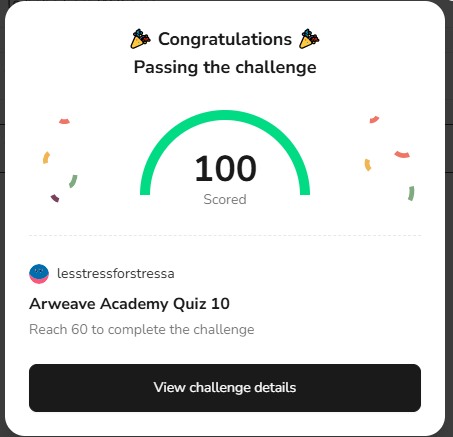 🎉 Congratulations 🎉
Passing the challenge
100
Scored
lesstressforstressa
Arweave Academy Quiz 10
Reach 60 to complete the challenge
View challenge details